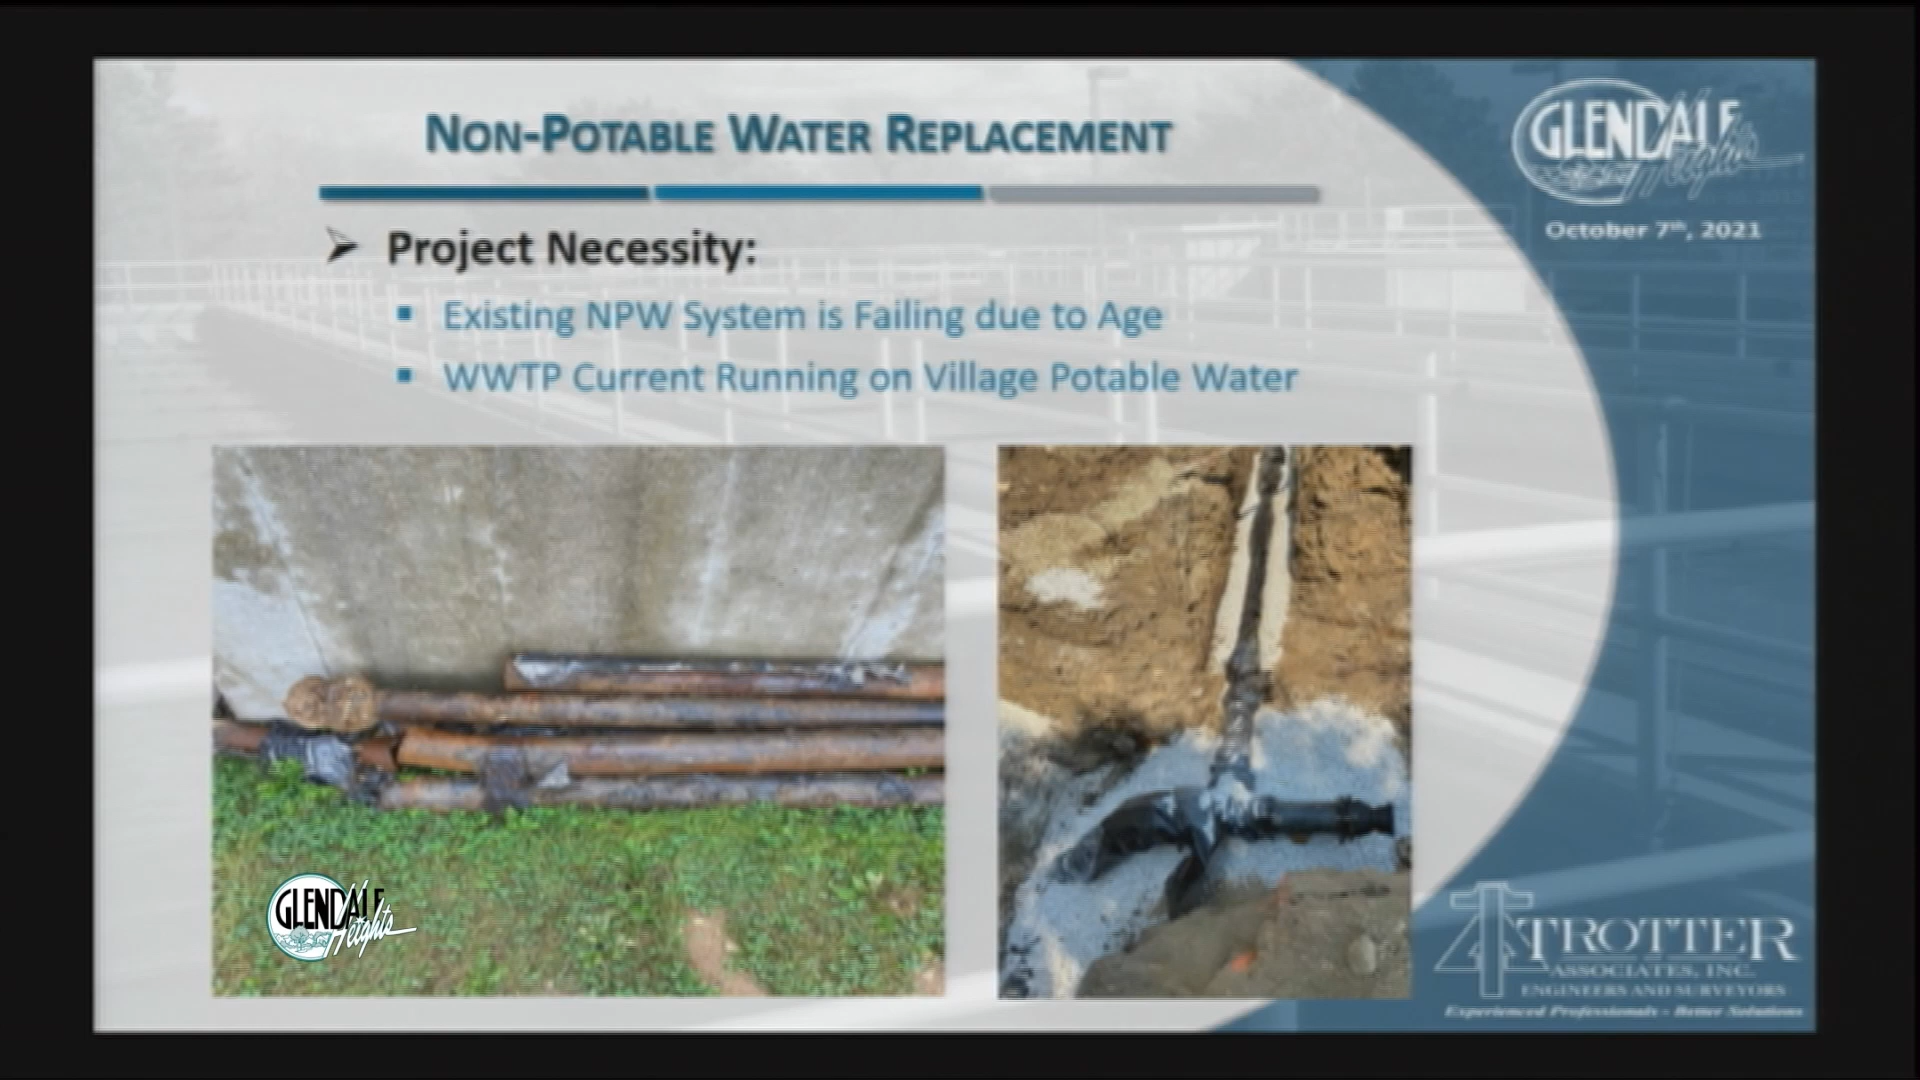 NON-POTABLE WATER REPLACEMENT
GLENDALE
Heights
October 7th, 2021
➢ Project Necessity:
▪ Existing NPW System is Failing due to Age
▪ WWTP Current Running on Village Potable Water
GLENDALE
Heights
TROTTER
ASSOCIATES, INC.
ENGINEERS AND SURVEYORS
Experienced Professionals - Better Solutions